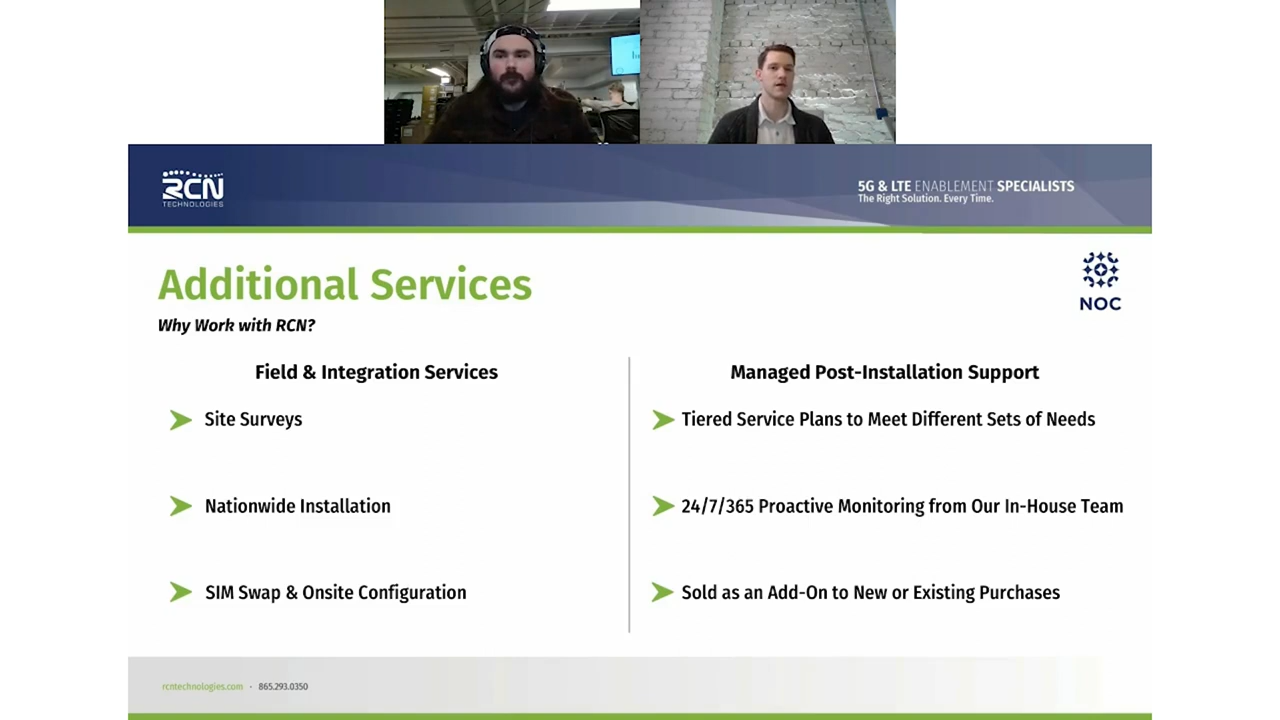 RCN
TECHNOLOGIES
5G & LTE ENABLEMENT SPECIALISTS
The Right Solution. Every Time.
Additional Services
Why Work with RCN?
NOC
Field & Integration Services
Site Surveys
Nationwide Installation
SIM Swap & Onsite Configuration
Managed Post-Installation Support
Tiered Service Plans to Meet Different Sets of Needs
24/7/365 Proactive Monitoring from Our In-House Team
Sold as an Add-On to New or Existing Purchases
rcntechnologies.com · 865.293.0350